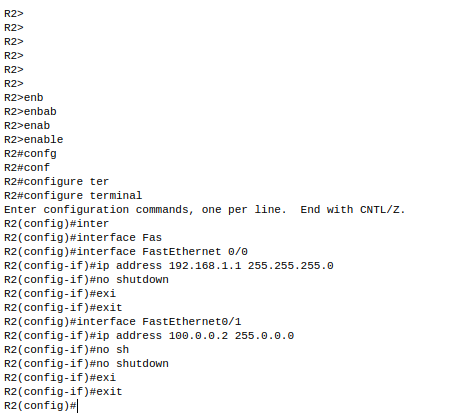 R2>
R2>
R2>
R2>
R2>
R2>
R2>enb
R2>enbab
R2>enab
R2>enable
R2#confg
R2#conf
R2#configure ter
R2#configure terminal
Enter configuration commands, one per line.  End with CNTL/Z.
R2(config)#inter
R2(config)#interface Fas
R2(config)#interface FastEthernet 0/0
R2(config-if)#ip address 192.168.1.1 255.255.255.0
R2(config-if)#no shutdown
R2(config-if)#exi
R2(config-if)#exit
R2(config)#interface FastEthernet0/1
R2(config-if)#ip address 100.0.0.2 255.0.0.0
R2(config-if)#no sh
R2(config-if)#no shutdown
R2(config-if)#exi
R2(config-if)#exit
R2(config)#